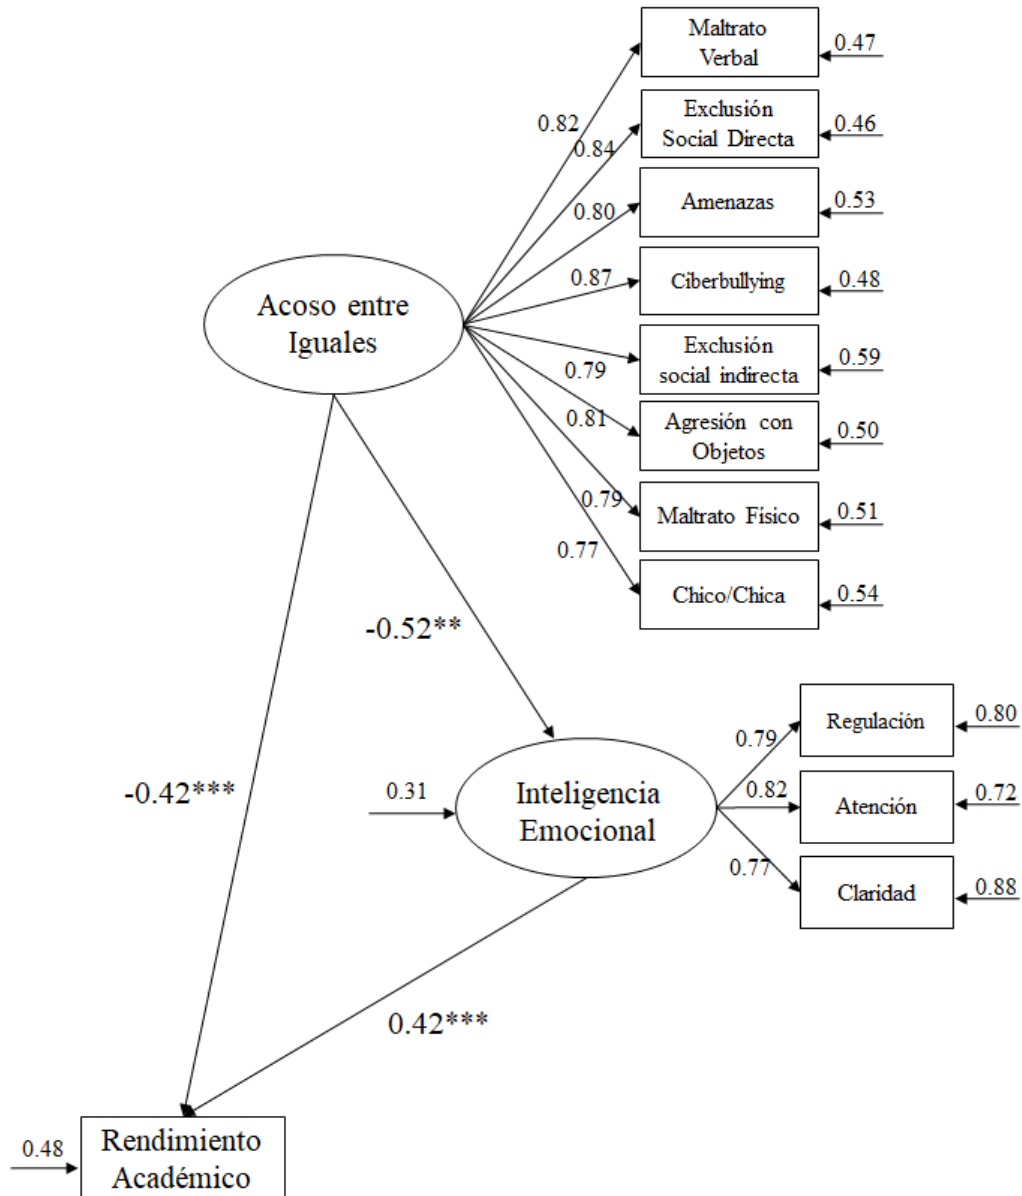 Maltrato
Verbal
0.47
0.82
Exclusión
Social Directa
0.46
0.84
Amenazas
0.53
0.80
Ciberbullying
0.48
0.87
Acoso entre
Iguales
Exclusión
social indirecta
0.59
0.79
Agresión con
Objetos
0.50
0.81
Maltrato Físico
0.51
0.79
Chico/Chica
0.54
0.77
-0.52**
-0.42***
Regulación
0.80
0.79
0.31
Inteligencia
Emocional
0.82
Atención
0.72
0.77
Claridad
0.88
0.42***
0.48
Rendimiento
Académico